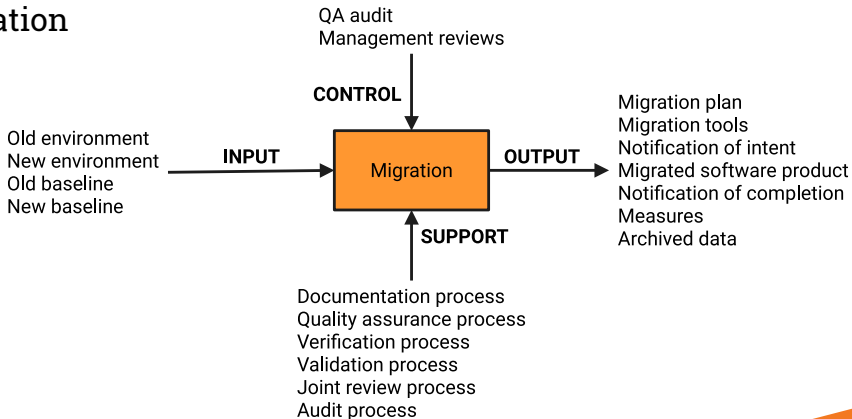 ation
QA audit
Management reviews
CONTROL
Old environment
New environment
Old baseline
New baseline
INPUT
Migration
OUTPUT
Migration plan
Migration tools
Notification of intent
Migrated software product
Notification of completion
Measures
Archived data
SUPPORT
Documentation process
Quality assurance process
Verification process
Validation process
Joint review process
Audit process